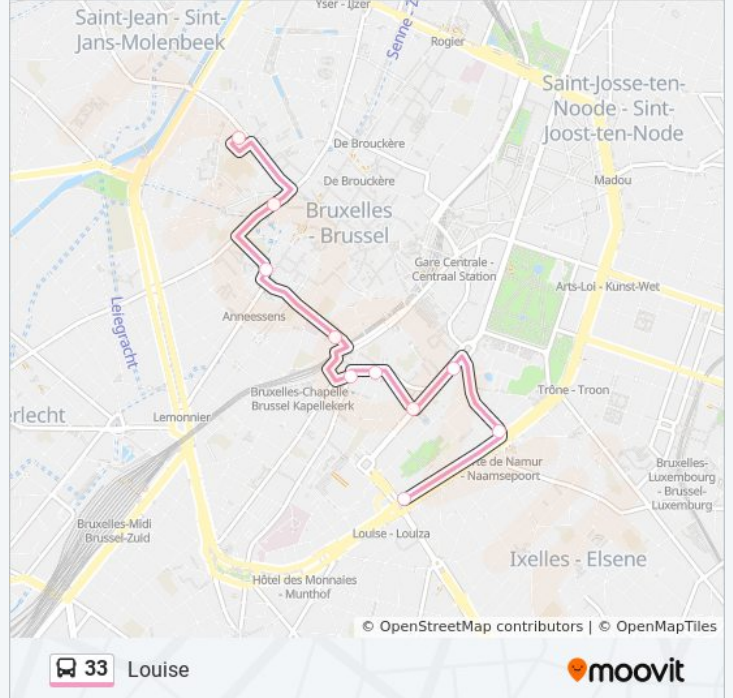 Yser - Ijzer
Saint-Jean - Sint-
Jans-Molenbeek
Senne - Z
Rogier
Saint-Josse-ten-
Noode - Sint-
Joost-ten-Node
De Brouckère
De Brouckère
Madou
Bruxelles
- Brussel
Gare Centrale -
Centraal Station
Arts-Loi - Kunst-Wet
Leiegracht
Anneessens
Bruxelles-Chapelle -
Brussel Kapellekerk
Trône - Troon
erlecht
Lemonnier
rte de Namur
- Naamsepoort
Bruxelles-
Luxembourg
- Brussel-
Luxemburg
Bruxelles-Midi
Brussel-Zuid
Louise - Louiza
Ixelles - Elsene
Hôtel des Monnaies
- Munthof
© OpenStreetMap contributors | © OpenMapTiles
33 Louise
moovit